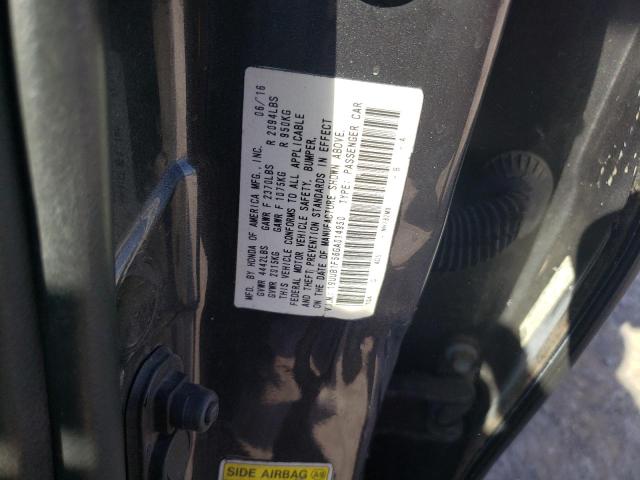 MFD. BY HONDA OF AMERICA MFG., INC. 06/16
GVWR 4442LBS GAWR F 2370LBS R 2094LBS
GVWR 2015KG GAWR F 1075KG R 950KG
THIS VEHICLE CONFORMS TO ALL APPLICABLE
FEDERAL MOTOR VEHICLE SAFETY, BUMPER,
AND THEFT PREVENTION STANDARDS IN EFFECT
ON THE DATE OF MANUFACTURE SHOWN ABOVE.
V.I.N. 19UUB1F36GA014950 TYPE: PASSENGER CAR
SIDE AIRBAG